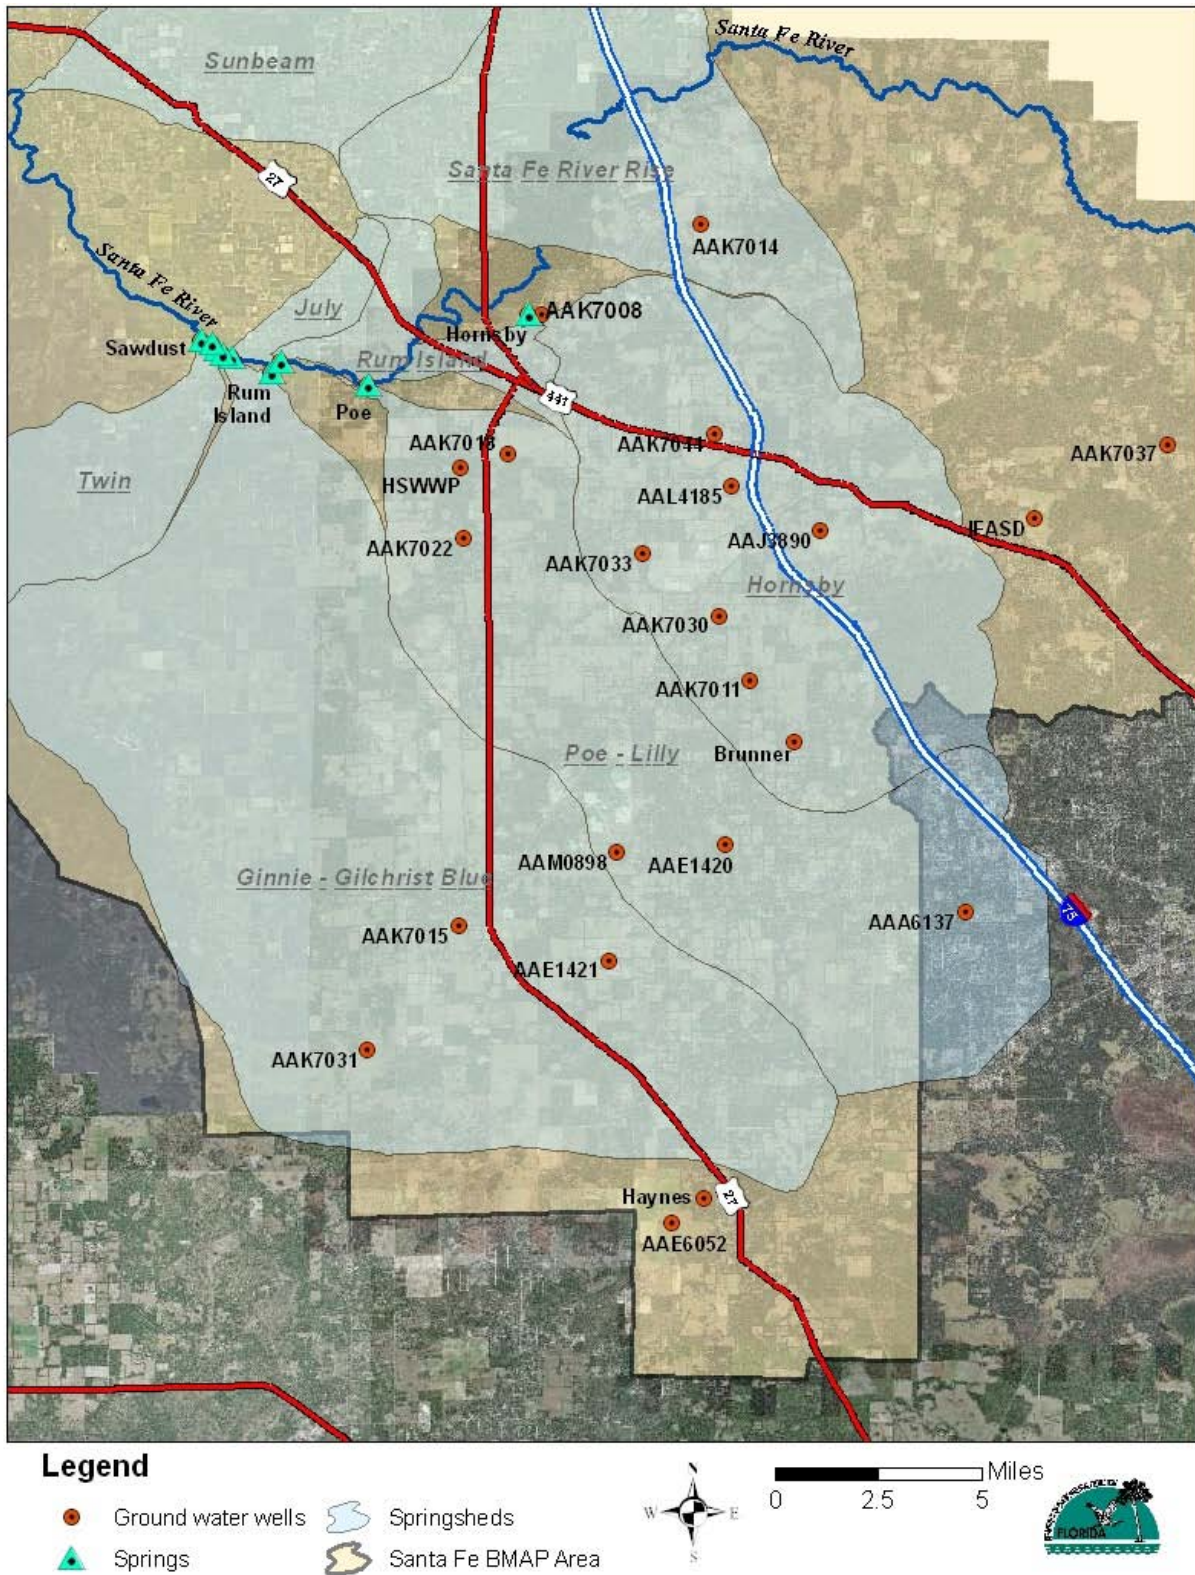 Santa Fe River
Sunbeam
Santa Fe River Rise
27
AAK7014
Santa Fe River
July
AAK7008
Hornsby
Sawdust
Rum Island
Rum
Island
Poe
441
AAK7013
AAK7044
AAK7037
Twin
HSWWP
AAL4185
IFASD
AAJ3890
AAK7022
AAK7033
Hornsby
AAK7030
AAK7011
Poe - Lilly
Brunner
AAM0898
AAE1420
Ginnie - Gilchrist Blue
75
AAA6137
AAK7015
AAE1421
AAK7031
Haynes
27
AAE6052
Legend
Ground water wells
Springsheds
Springs
Santa Fe BMAP Area
N
W
E
S
Miles
0
2.5
5
FLORIDA